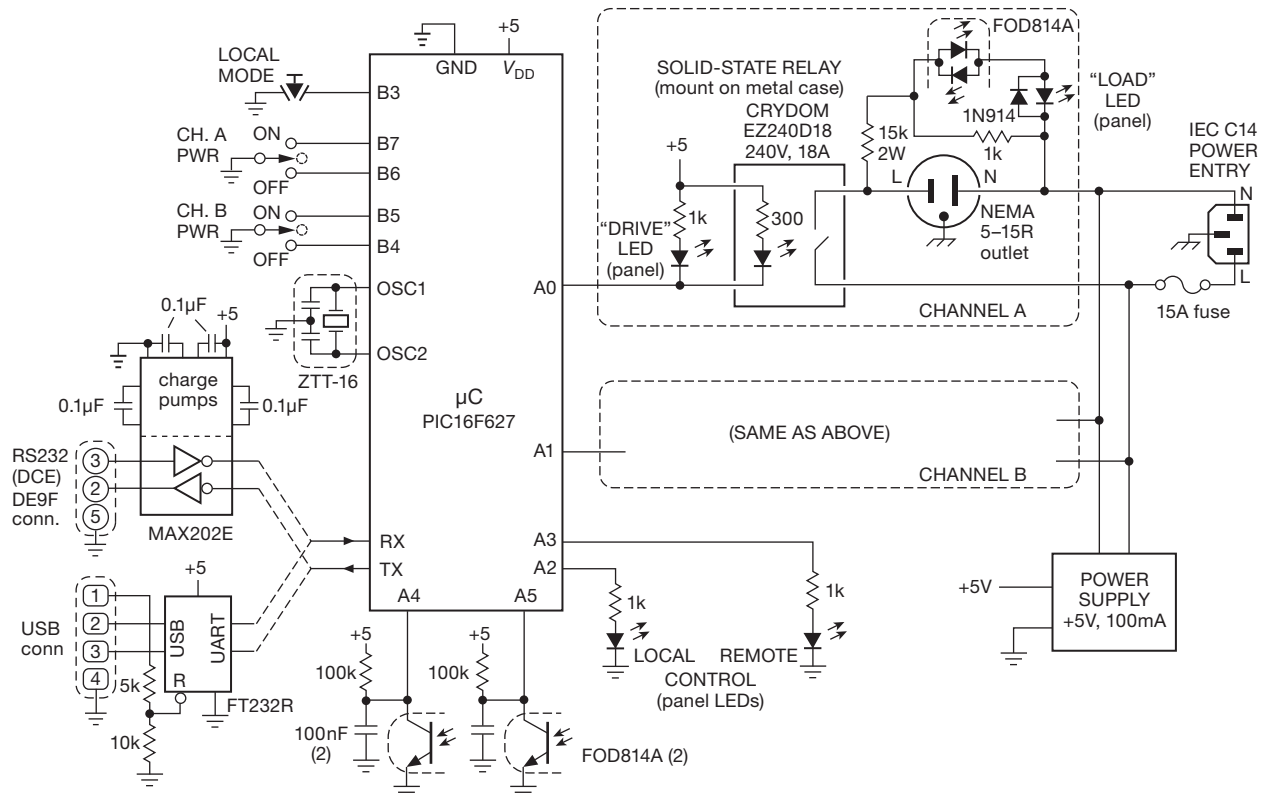 +5
GND
V_DD
LOCAL
MODE
B3
CH. A
PWR
ON
OFF
B7
B6
CH. B
PWR
ON
OFF
B5
B4
OSC1
OSC2
ZTT-16
µC
PIC16F627
A0
A1
A3
A2
RX
TX
A4
A5
0.1µF
+5
charge
pumps
0.1µF
0.1µF
RS232
(DCE)
DE9F
conn.
3
2
5
MAX202E
USB
conn
1
2
3
4
+5
USB
UART
R
FT232R
5k
10k
+5
100k
100nF
(2)
+5
100k
FOD814A (2)
1k
LOCAL
1k
REMOTE
CONTROL
(panel LEDs)
SOLID-STATE RELAY
(mount on metal case)
CRYDOM
EZ240D18
240V, 18A
+5
1k
“DRIVE”
LED
(panel)
300
FOD814A
15k
2W
1N914
1k
“LOAD”
LED
(panel)
L
N
NEMA
5–15R
outlet
CHANNEL A
IEC C14
POWER
ENTRY
N
L
15A fuse
(SAME AS ABOVE)
CHANNEL B
+5V
POWER
SUPPLY
+5V, 100mA